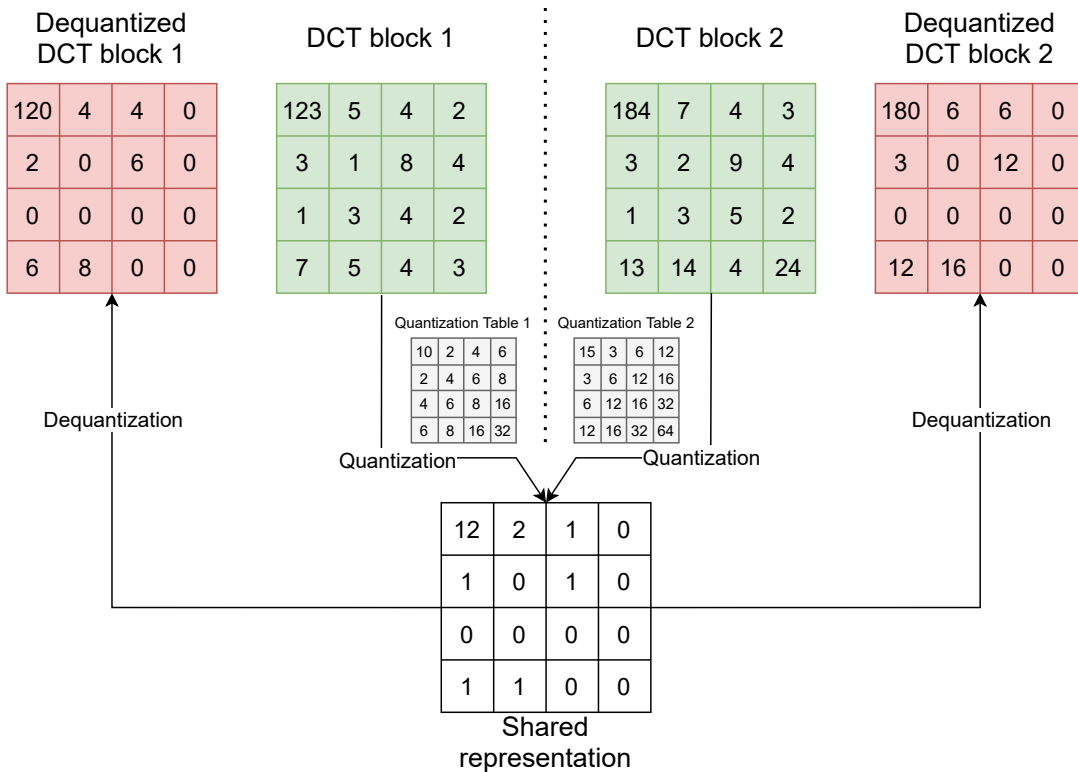 Dequantized
DCT block 1
DCT block 1
DCT block 2
Dequantized
DCT block 2
120 4 4 0
2 0 6 0
0 0 0 0
6 8 0 0
123 5 4 2
3 1 8 4
1 3 4 2
7 5 4 3
184 7 4 3
3 2 9 4
1 3 5 2
13 14 4 24
180 6 6 0
3 0 12 0
0 0 0 0
12 16 0 0
Quantization Table 1
10 2 4 6
2 4 6 8
4 6 8 16
6 8 16 32
Quantization Table 2
15 3 6 12
3 6 12 16
6 12 16 32
12 16 32 64
Dequantization
Quantization
Quantization
Dequantization
12 2 1 0
1 0 1 0
0 0 0 0
1 1 0 0
Shared
representation